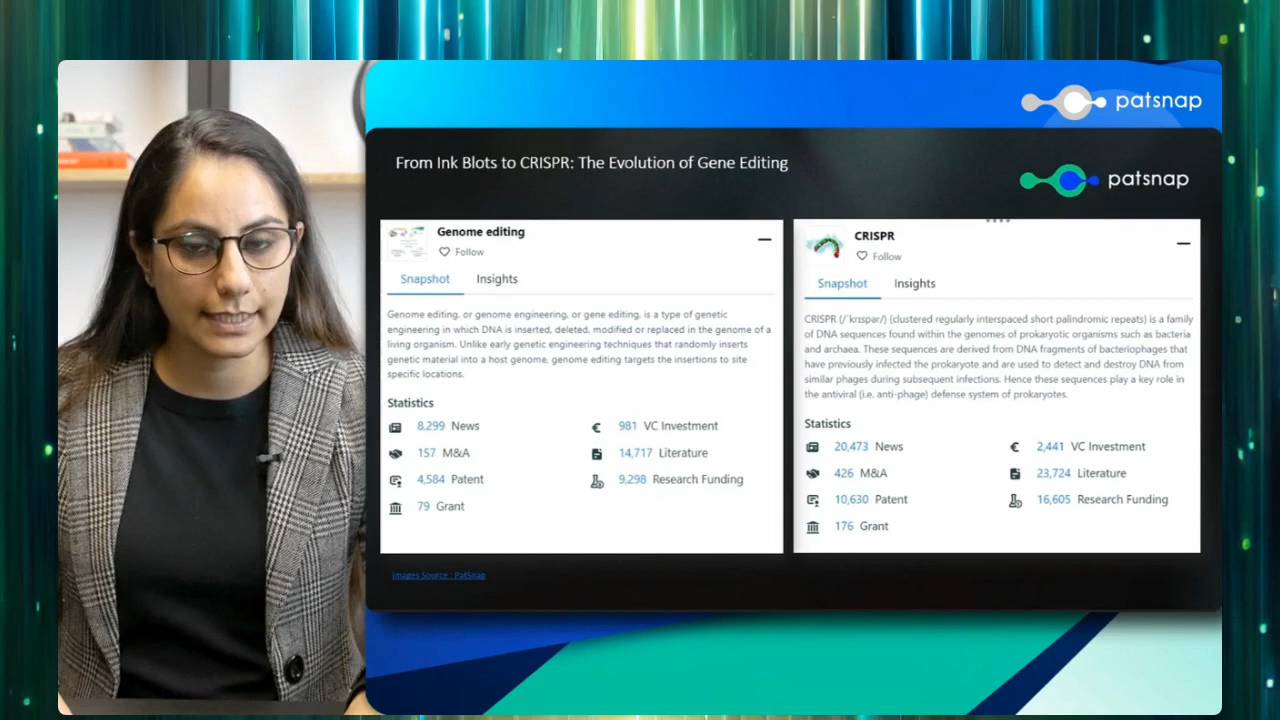 patsnap
From Ink Blots to CRISPR: The Evolution of Gene Editing
patsnap
Genome editing
Follow
Snapshot Insights
Genome editing, or genome engineering, or gene editing, is a type of genetic
engineering in which DNA is inserted, deleted, modified or replaced in the genome of a
living organism. Unlike early genetic engineering techniques that randomly inserts
genetic material into a host genome, genome editing targets the insertions to site
specific locations.
Statistics
8,299 News
981 VC Investment
157 M&A
14,717 Literature
4,584 Patent
9,298 Research Funding
79 Grant
CRISPR
Follow
Snapshot Insights
CRISPR (/ˈkrɪspər/) (clustered regularly interspaced short palindromic repeats) is a family
of DNA sequences found within the genomes of prokaryotic organisms such as bacteria
and archaea. These sequences are derived from DNA fragments of bacteriophages that
have previously infected the prokaryote and are used to detect and destroy DNA from
similar phages during subsequent infections. Hence these sequences play a key role in
the antiviral (i.e. anti-phage) defense system of prokaryotes.
Statistics
20,473 News
€ 2,441 VC Investment
426 M&A
23,724 Literature
10,630 Patent
16,605 Research Funding
176 Grant
Images Source : PatSnap